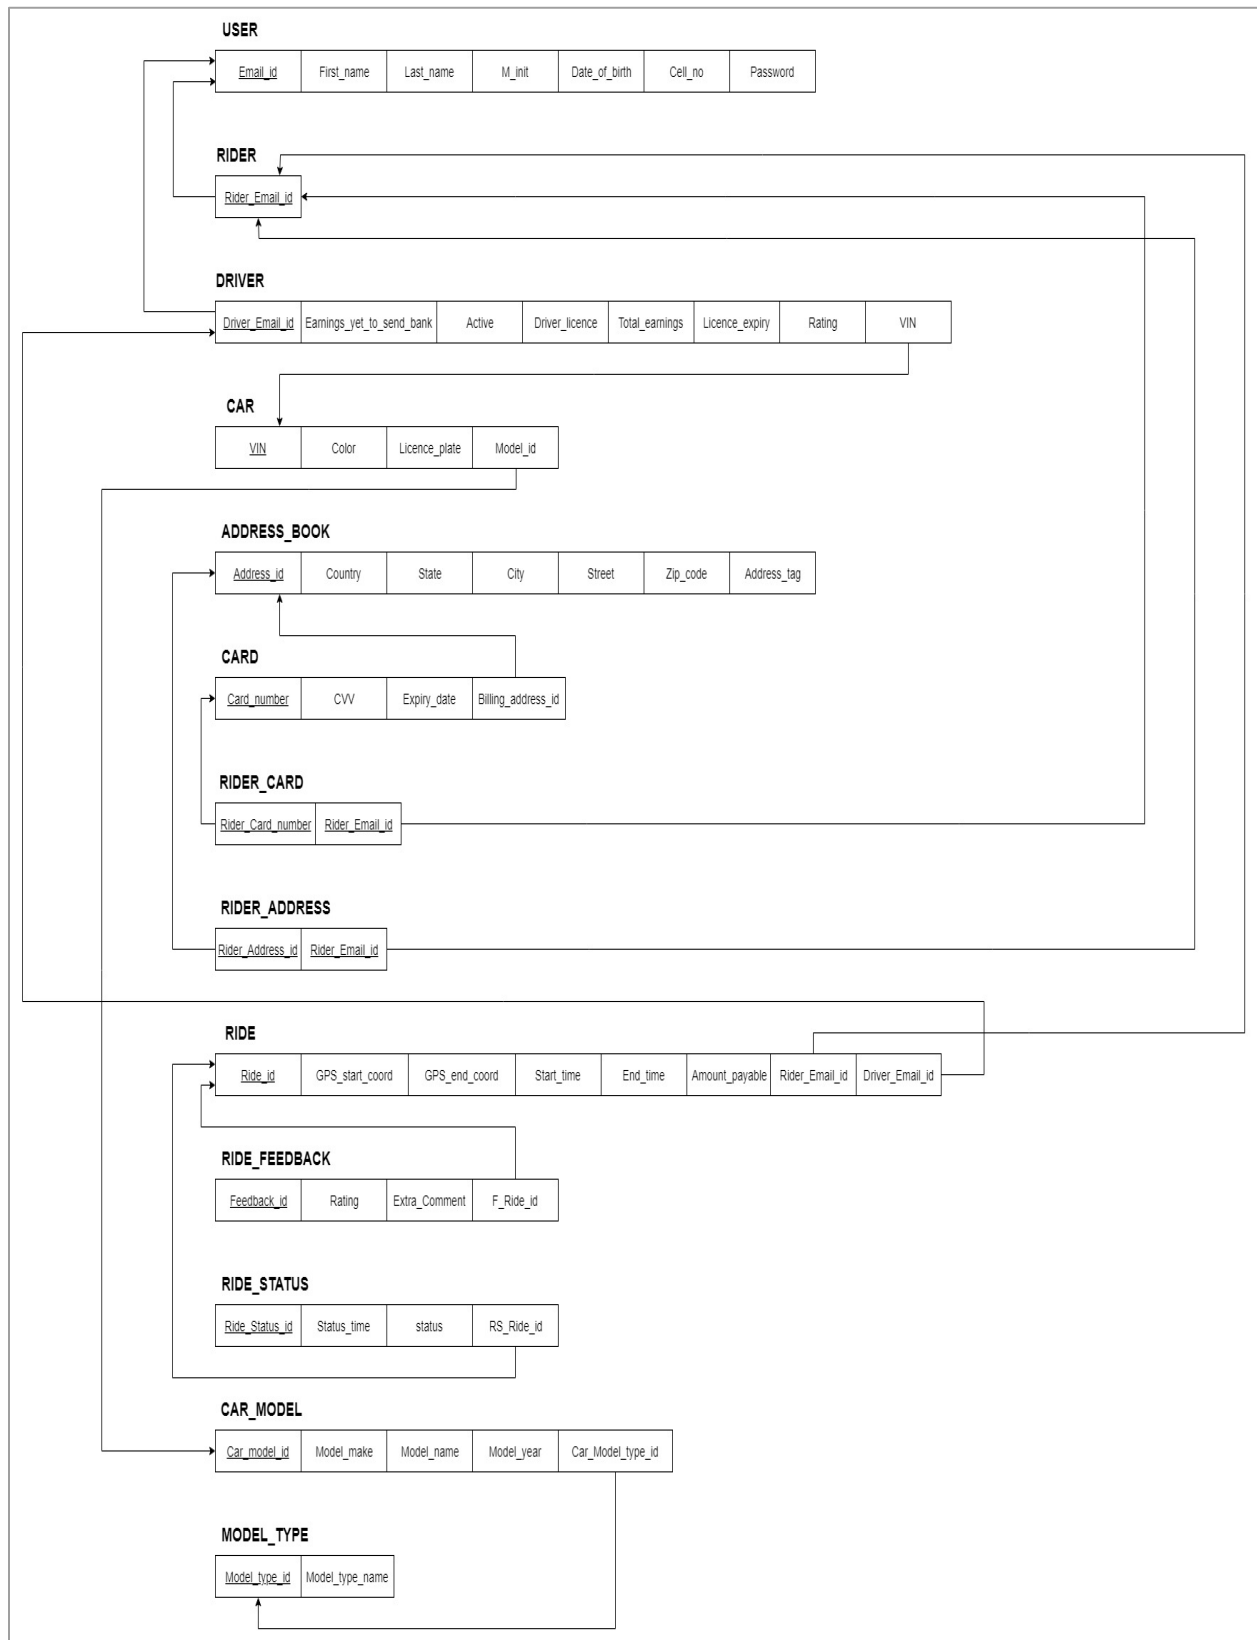 USER
Email_id First_name Last_name M_init Date_of_birth Cell_no Password
RIDER
Rider_Email_id
DRIVER
Driver_Email_id Earnings_yet_to_send_bank Active Driver_licence Total_earnings Licence_expiry Rating VIN
CAR
VIN Color Licence_plate Model_id
ADDRESS_BOOK
Address_id Country State City Street Zip_code Address_tag
CARD
Card_number CVV Expiry_date Billing_address_id
RIDER_CARD
Rider_Card_number Rider_Email_id
RIDER_ADDRESS
Rider_Address_id Rider_Email_id
RIDE
Ride_id GPS_start_coord GPS_end_coord Start_time End_time Amount_payable Rider_Email_id Driver_Email_id
RIDE_FEEDBACK
Feedback_id Rating Extra_Comment F_Ride_id
RIDE_STATUS
Ride_Status_id Status_time status RS_Ride_id
CAR_MODEL
Car_model_id Model_make Model_name Model_year Car_Model_type_id
MODEL_TYPE
Model_type_id Model_type_name